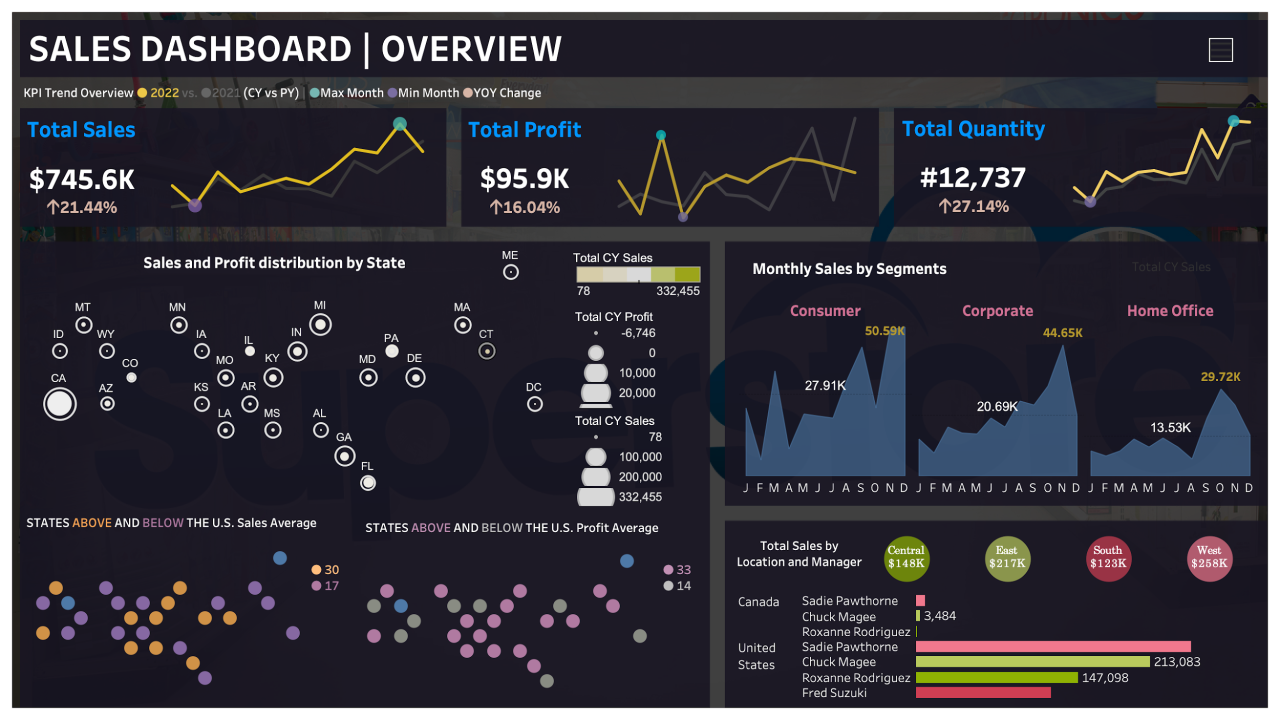 SALES DASHBOARD | OVERVIEW
KPI Trend Overview 2022 vs. 2021 (CY vs PY) | Max Month Min Month YOY Change
Total Sales
$745.6K
↑21.44%
Total Profit
$95.9K
↑16.04%
Total Quantity
#12,737
↑27.14%
Sales and Profit distribution by State
ME
MT
MN
MI
MA
ID
WY
IA
IL
IN
PA
CT
CO
MO
KY
MD
DE
CA
AZ
KS
AR
DC
LA
MS
AL
GA
FL
Total CY Sales
78 332,455
Total CY Profit
-6,746
0
10,000
20,000
Total CY Sales
78
100,000
200,000
332,455
Superstore
STATES ABOVE AND BELOW THE U.S. Sales Average
30
17
STATES ABOVE AND BELOW THE U.S. Profit Average
33
14
Monthly Sales by Segments
Total CY Sales
Consumer Corporate Home Office
50.59K
27.91K
44.65K
20.69K
29.72K
13.53K
J F M A M J J A S O N D J F M A M J J A S O N D J F M A M J J A S O N D
Total Sales by
Location and Manager
Central
$148K
East
$217K
South
$123K
West
$258K
Canada Sadie Pawthorne
Chuck Magee 3,484
Roxanne Rodriguez
United
States
Sadie Pawthorne
Chuck Magee 213,083
Roxanne Rodriguez 147,098
Fred Suzuki